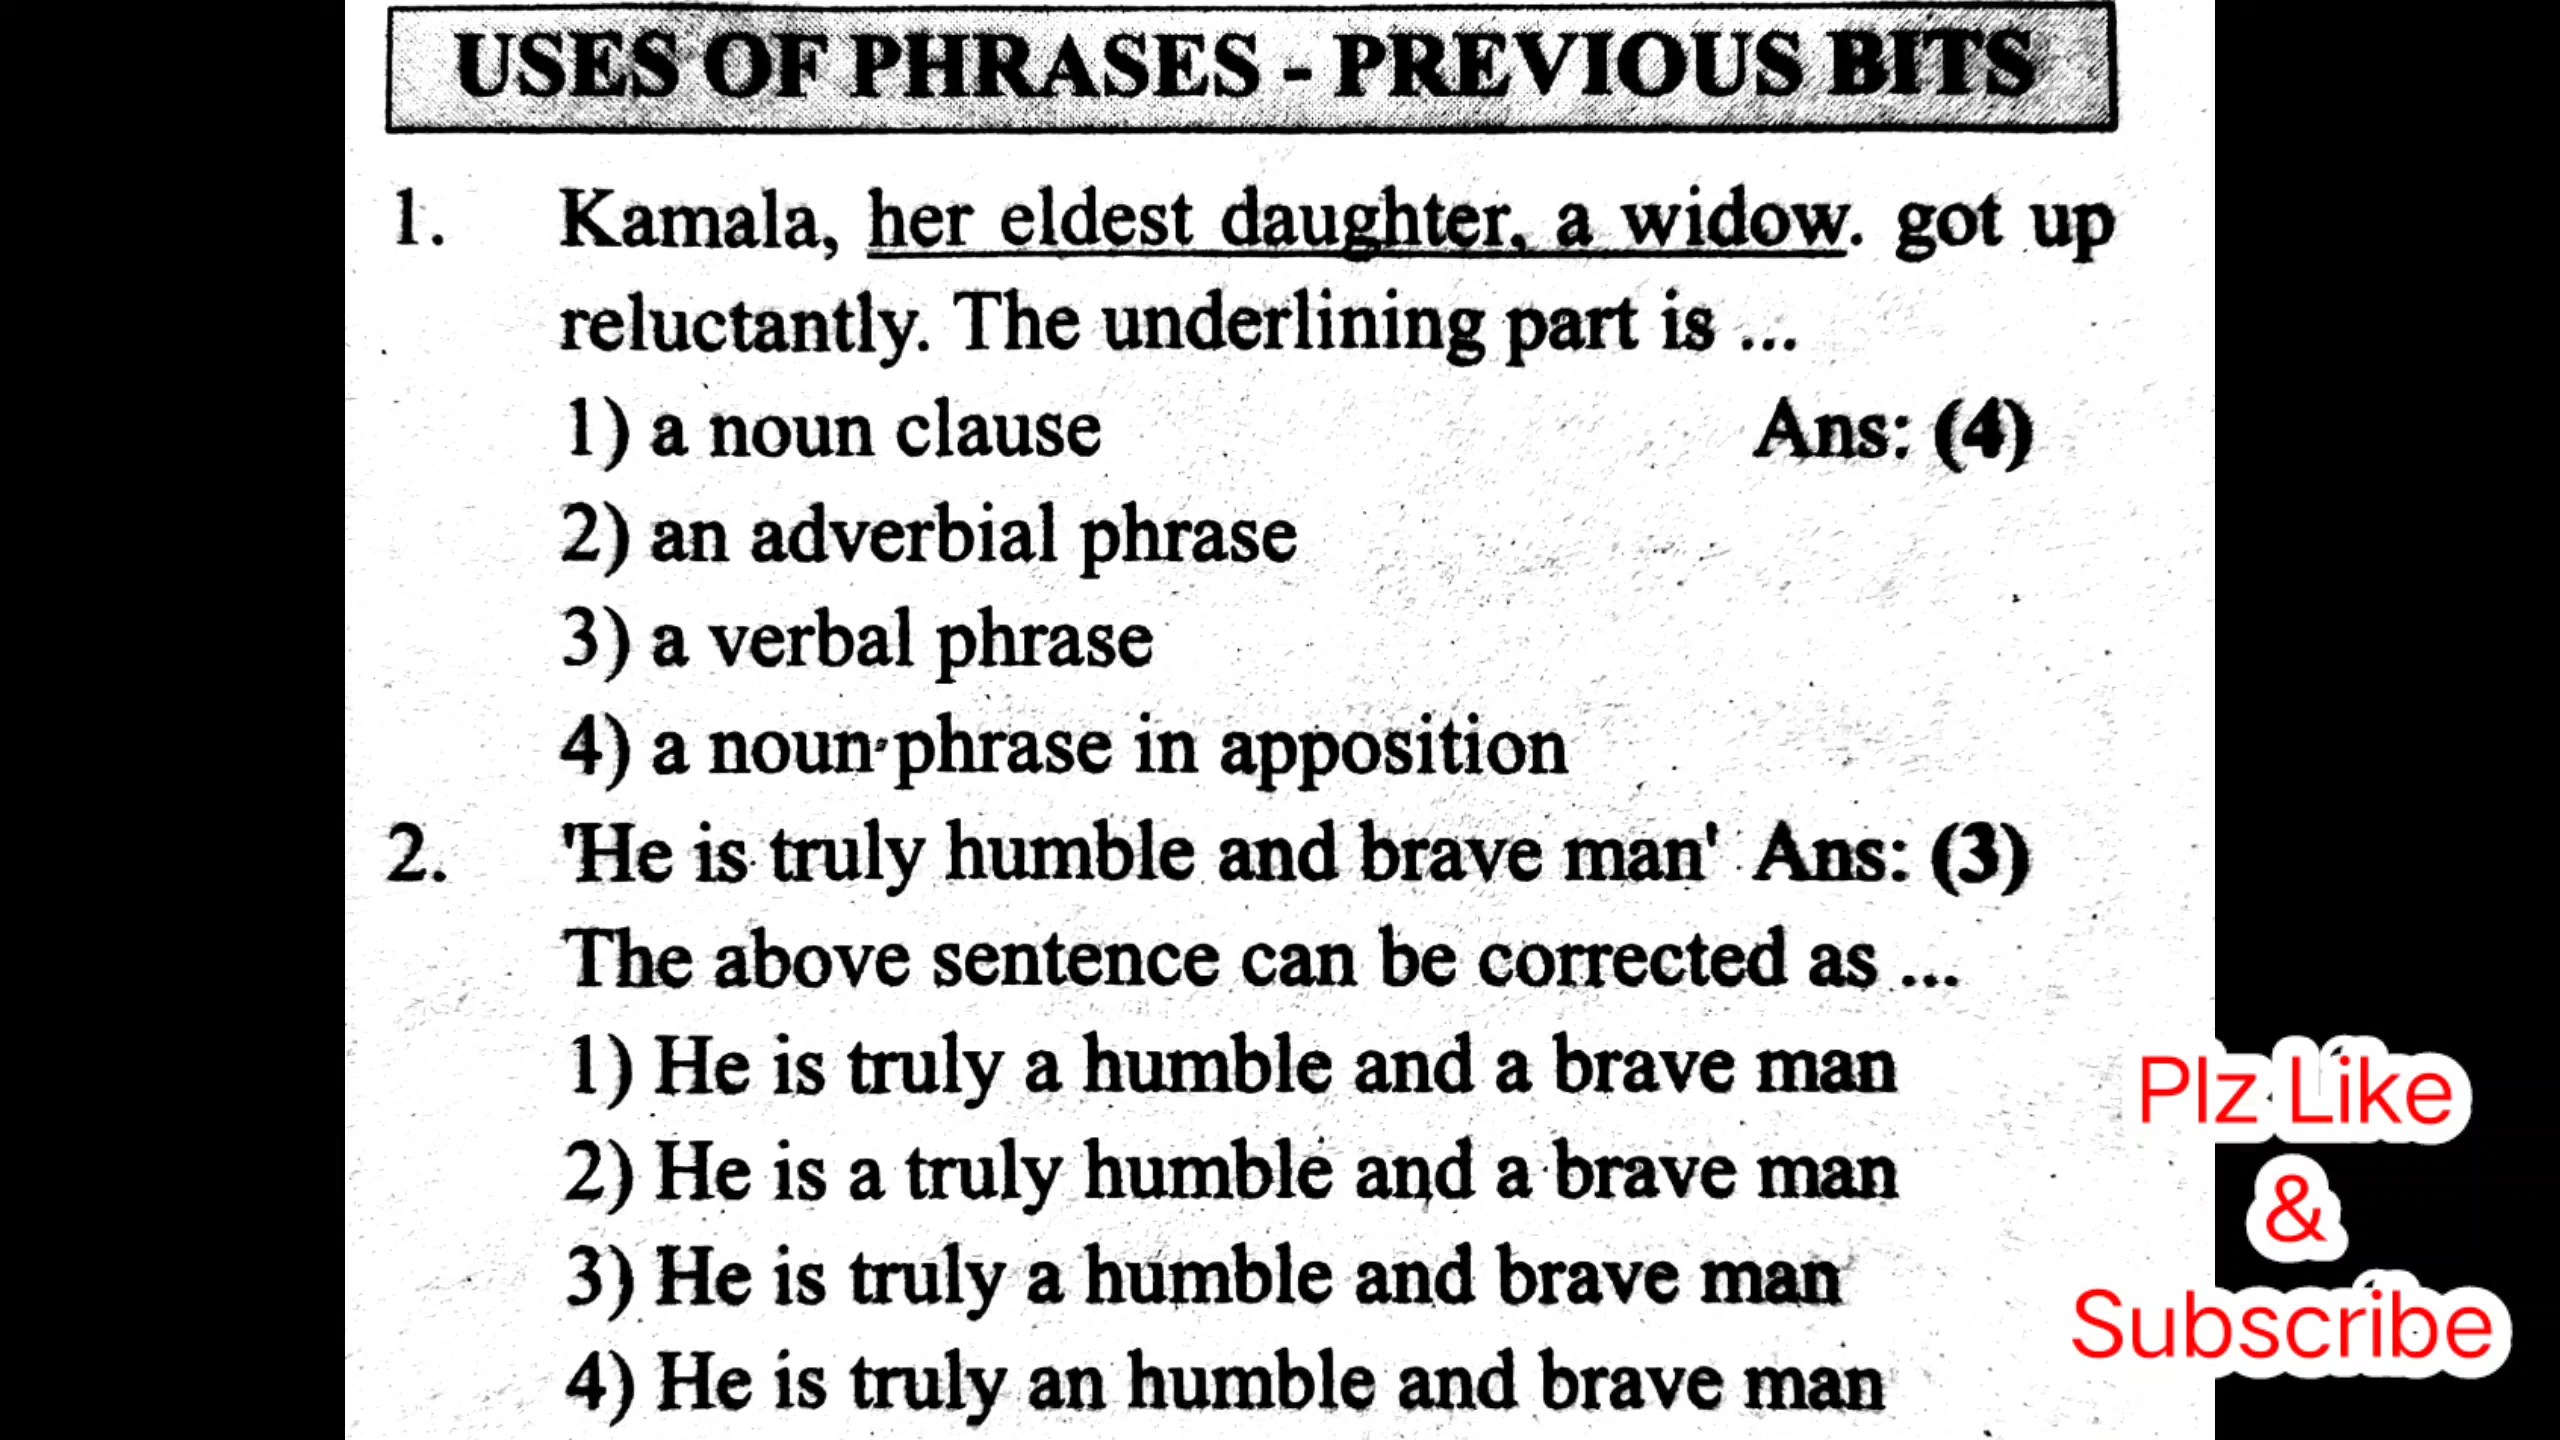 USES OF PHRASES - PREVIOUS BITS
1. Kamala, her eldest daughter, a widow. got up
reluctantly. The underlining part is ...
1) a noun clause Ans: (4)
2) an adverbial phrase
3) a verbal phrase
4) a noun phrase in apposition
2. 'He is truly humble and brave man' Ans: (3)
The above sentence can be corrected as ...
1) He is truly a humble and a brave man
2) He is a truly humble and a brave man
3) He is truly a humble and brave man
4) He is truly an humble and brave man
Plz Like
&
Subscribe